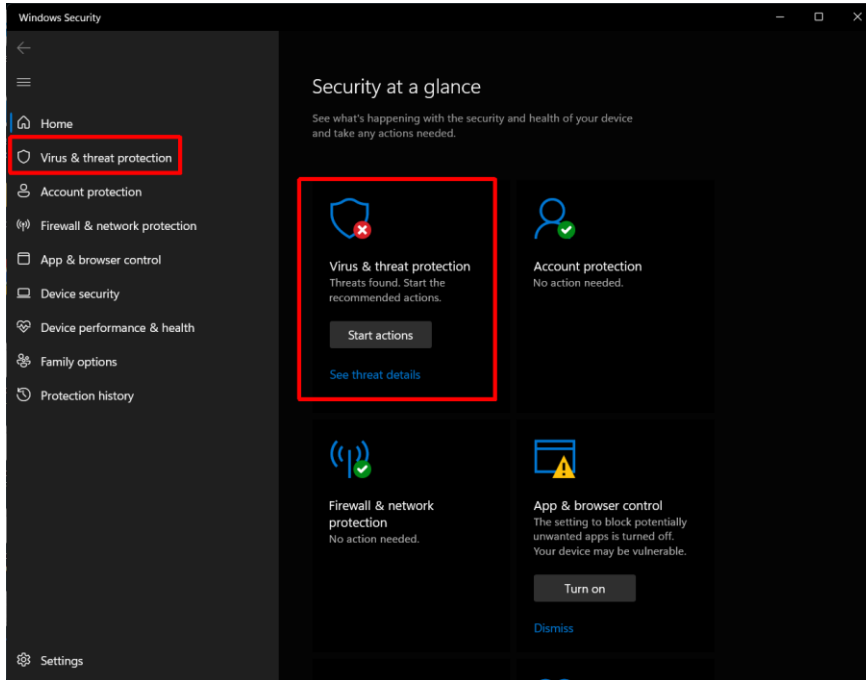 Windows Security
Home
Virus & threat protection
Account protection
Firewall & network protection
App & browser control
Device security
Device performance & health
Family options
Protection history
Settings
Security at a glance
See what's happening with the security and health of your device
and take any actions needed.
Virus & threat protection
Threats found. Start the
recommended actions.
Start actions
See threat details
Account protection
No action needed.
Firewall & network
protection
No action needed.
App & browser control
The setting to block potentially
unwanted apps is turned off.
Your device may be vulnerable.
Turn on
Dismiss